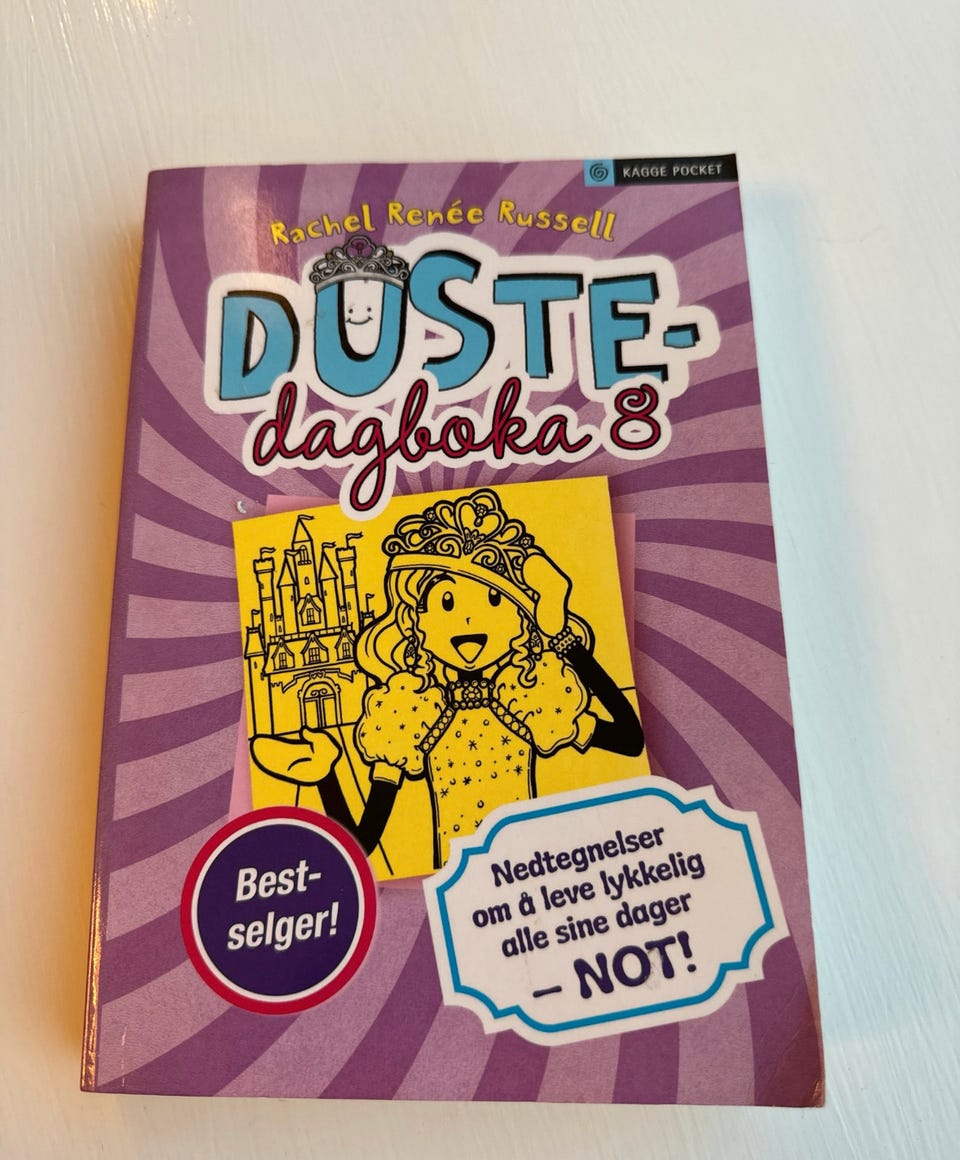 KAGGE POCKET
Rachel Renée Russell
DUSTE-
dagboka 8
Best-
selger!
Nedtegnelser
om å leve lykkelig
alle sine dager
– NOT!